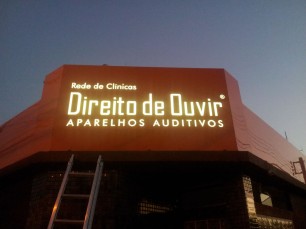 Rede de Clínicas
Direito de Ouvir®
APARELHOS AUDITIVOS